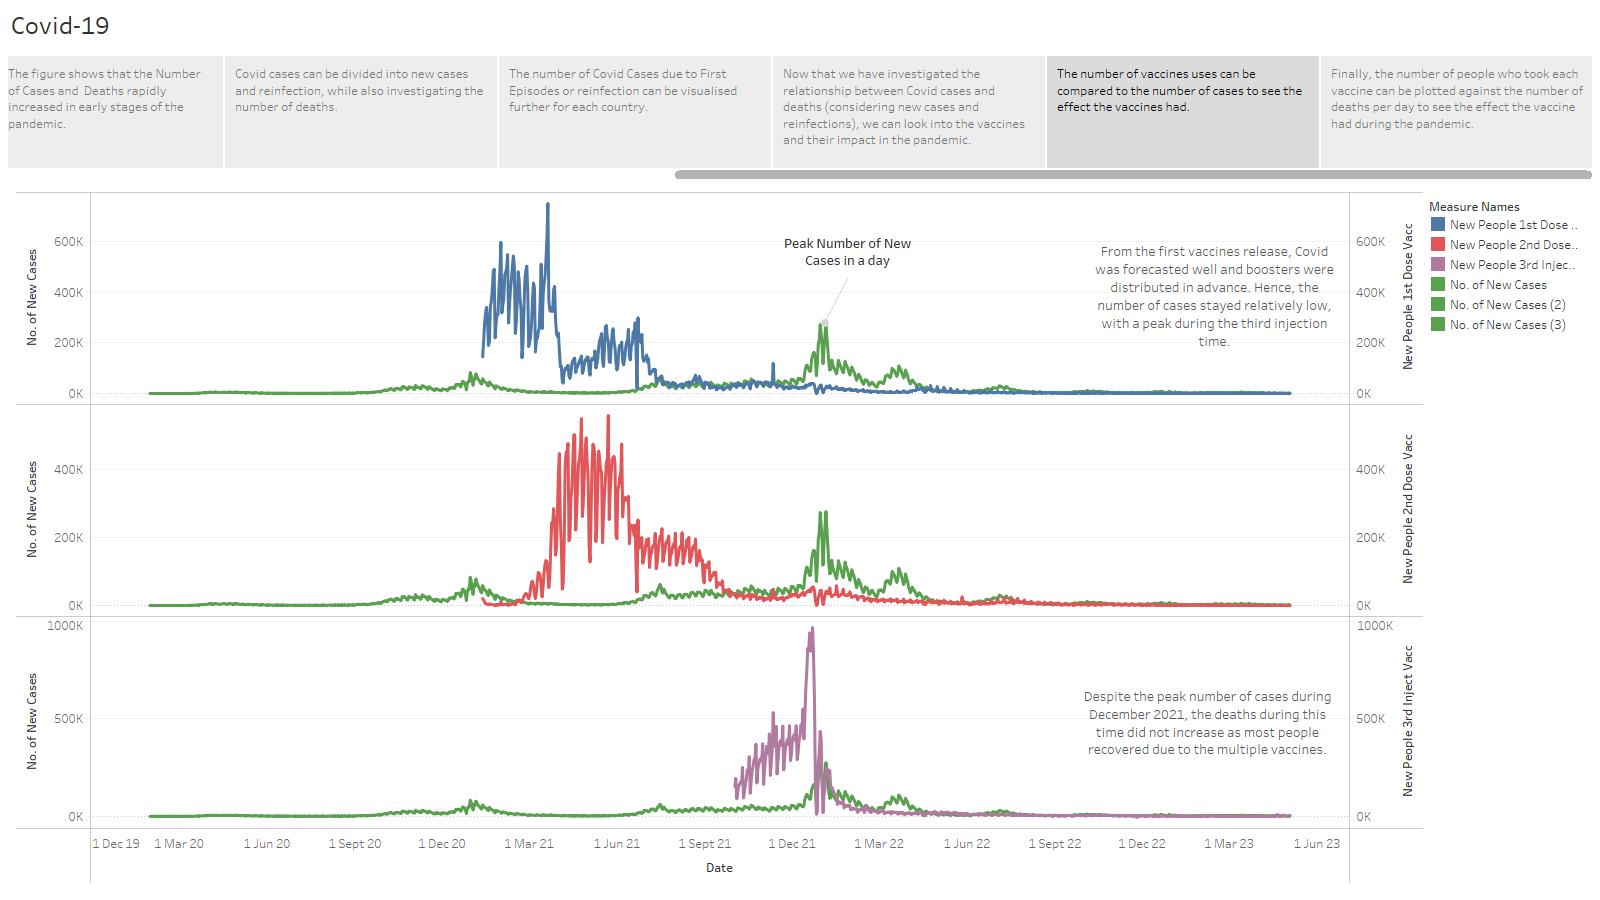 Covid-19
The figure shows that the Number
of Cases and  Deaths rapidly
increased in early stages of the
pandemic.
Covid cases can be divided into new cases
and reinfection, while also investigating the
number of deaths.
The number of Covid Cases due to First
Episodes or reinfection can be visualised
further for each country.
Now that we have investigated the
relationship between Covid cases and
deaths (considering new cases and
reinfections), we can look into the vaccines
and their impact in the pandemic.
The number of vaccines uses can be
compared to the number of cases to see the
effect the vaccines had.
Finally, the number of people who took each
vaccine can be plotted against the number of
deaths per day to see the effect the vaccine
had during the pandemic.
No. of New Cases
600K
400K
200K
0K
Peak Number of New
Cases in a day
From the first vaccines release, Covid
was forecasted well and boosters were
distributed in advance. Hence, the
number of cases stayed relatively low,
with a peak during the third injection
time.
600K
400K
200K
0K
New People 1st Dose Vacc
Measure Names
New People 1st Dose ..
New People 2nd Dose..
New People 3rd Injec..
No. of New Cases
No. of New Cases (2)
No. of New Cases (3)
No. of New Cases
400K
200K
0K
400K
200K
0K
New People 2nd Dose Vacc
No. of New Cases
1000K
500K
0K
Despite the peak number of cases during
December 2021, the deaths during this
time did not increase as most people
recovered due to the multiple vaccines.
1000K
500K
0K
New People 3rd Inject Vacc
1 Dec 19
1 Mar 20
1 Jun 20
1 Sept 20
1 Dec 20
1 Mar 21
1 Jun 21
1 Sept 21
1 Dec 21
1 Mar 22
1 Jun 22
1 Sept 22
1 Dec 22
1 Mar 23
1 Jun 23
Date